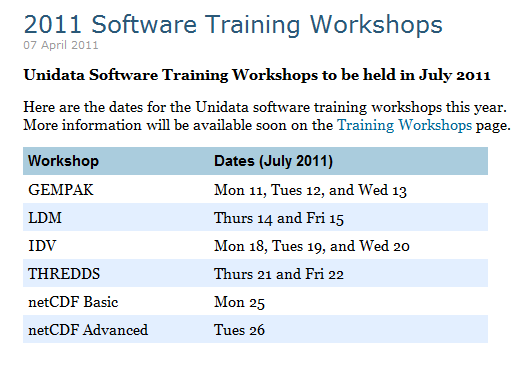 2011 Software Training Workshops
07 April 2011
Unidata Software Training Workshops to be held in July 2011
Here are the dates for the Unidata software training workshops this year.
More information will be available soon on the Training Workshops page.
Workshop Dates (July 2011)
GEMPAK Mon 11, Tues 12, and Wed 13
LDM Thurs 14 and Fri 15
IDV Mon 18, Tues 19, and Wed 20
THREDDS Thurs 21 and Fri 22
netCDF Basic Mon 25
netCDF Advanced Tues 26